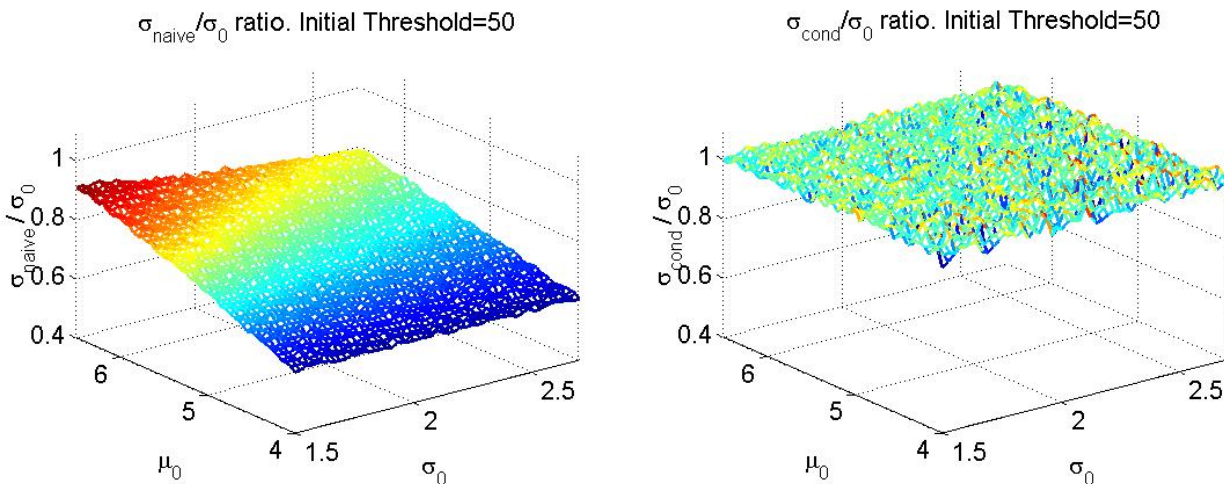 σnaive/σ0 ratio. Initial Threshold=50
σnaive/σ0
1
0.8
0.6
0.4
6
5
4
μ0
1.5
2
2.5
σ0
σcond/σ0 ratio. Initial Threshold=50
σcond/σ0
1
0.8
0.6
0.4
6
5
4
μ0
1.5
2
2.5
σ0